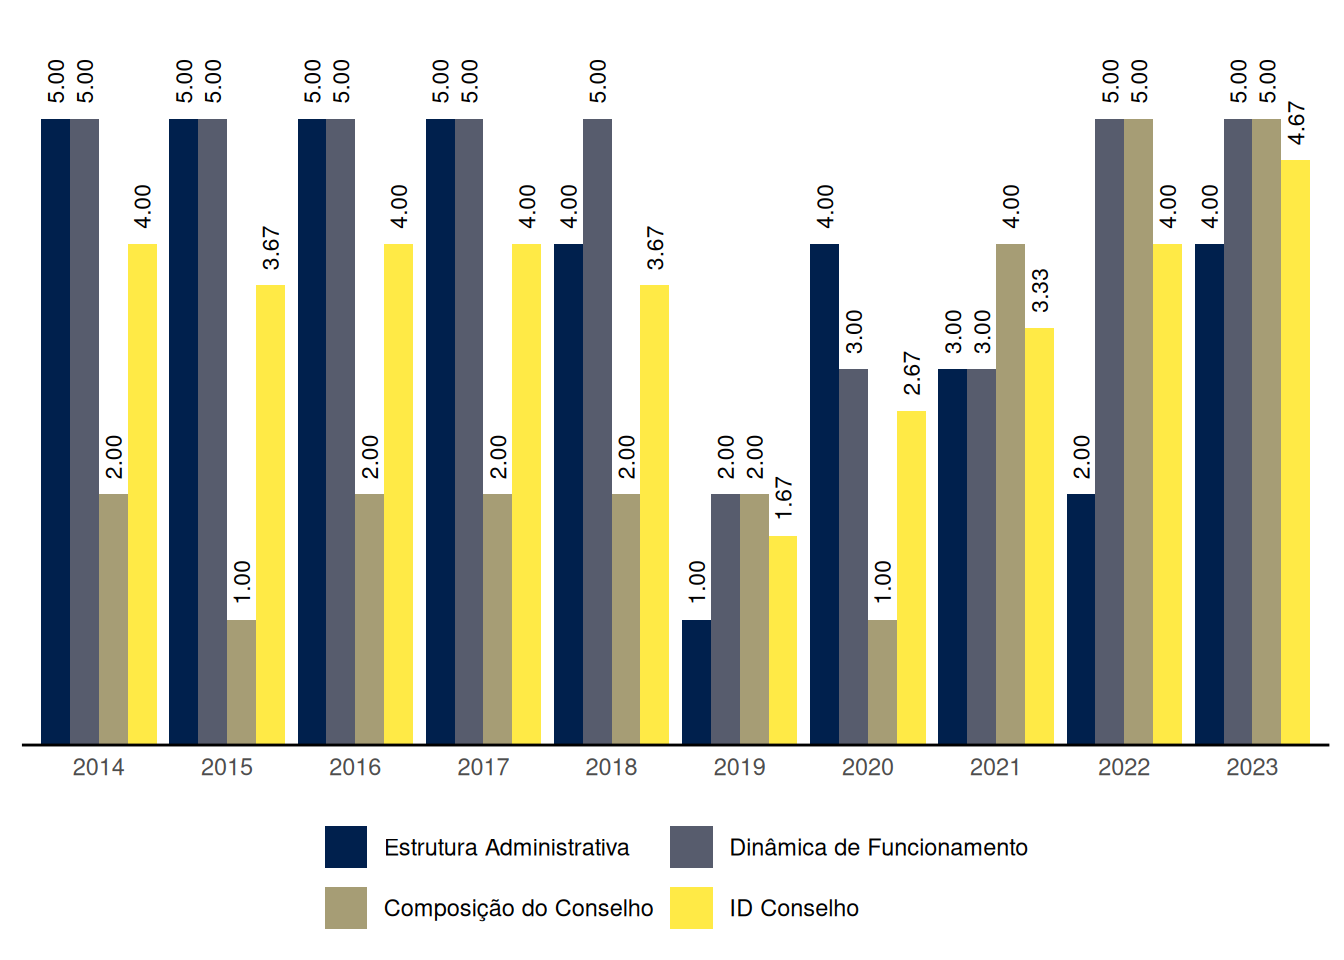 5.00 5.00 2.00 4.00
5.00 5.00 1.00 3.67
5.00 5.00 2.00 4.00
5.00 5.00 2.00 4.00
4.00 5.00 2.00 3.67
1.00 2.00 2.00 1.67
4.00 3.00 1.00 2.67
3.00 3.00 4.00 3.33
2.00 5.00 5.00 4.00
4.00 5.00 5.00 4.67
2014 2015 2016 2017 2018 2019 2020 2021 2022 2023
Estrutura Administrativa Dinâmica de Funcionamento
Composição do Conselho ID Conselho